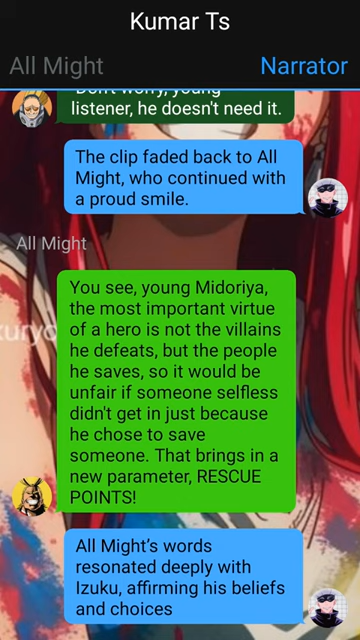 Kumar Ts
All Might
Narrator
Don't worry, young
listener, he doesn't need it.
The clip faded back to All
Might, who continued with
a proud smile.
All Might
You see, young Midoriya,
the most important virtue
of a hero is not the villains
he defeats, but the people
he saves, so it would be
unfair if someone selfless
didn't get in just because
he chose to save
someone. That brings in a
new parameter, RESCUE
POINTS!
All Might's words
resonated deeply with
Izuku, affirming his beliefs
and choices